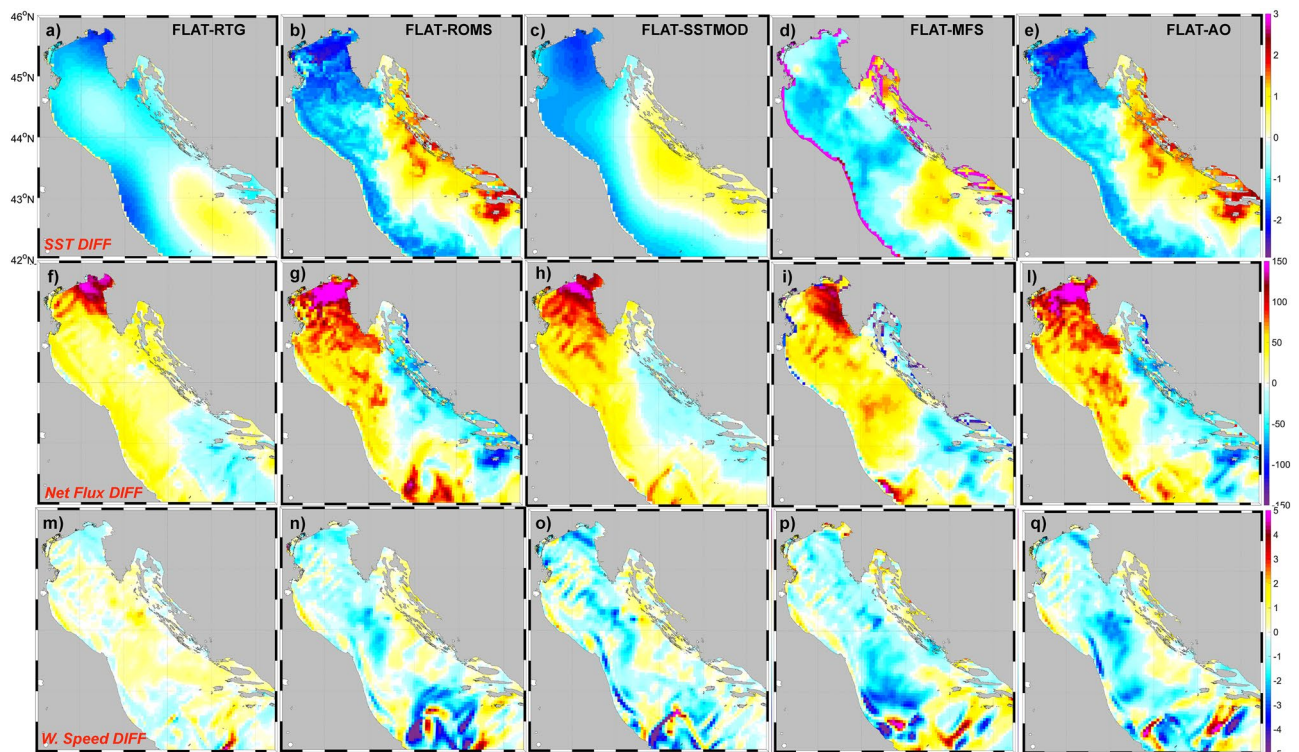 46°N
a) FLAT-RTG
b) FLAT-ROMS
c) FLAT-SSTMOD
d) FLAT-MFS
e) FLAT-AO
3
45°N
2
1
44°N
0
-1
43°N
-2
SST DIFF
42°N
f)
g)
h)
i)
l)
150
100
50
0
-50
-100
Net Flux DIFF
150
m)
n)
o)
p)
q)
5
4
3
2
1
0
-1
-2
-3
-4
W. Speed DIFF
-5